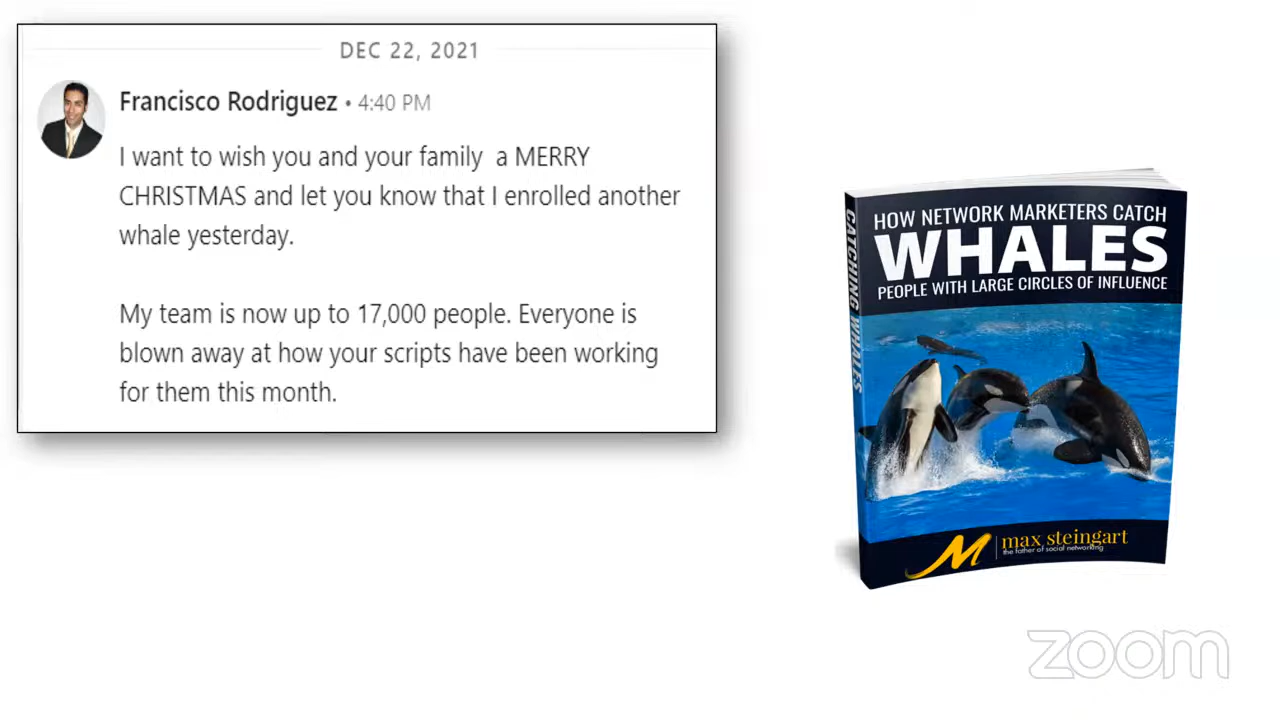 DEC 22, 2021
Francisco Rodriguez • 4:40 PM
I want to wish you and your family a MERRY
CHRISTMAS and let you know that I enrolled another
whale yesterday.
My team is now up to 17,000 people. Everyone is
blown away at how your scripts have been working
for them this month.
HOW NETWORK MARKETERS CATCH
WHALES
PEOPLE WITH LARGE CIRCLES OF INFLUENCE
CATCHING WHALES
M
max steingart
the father of social networking
zoom